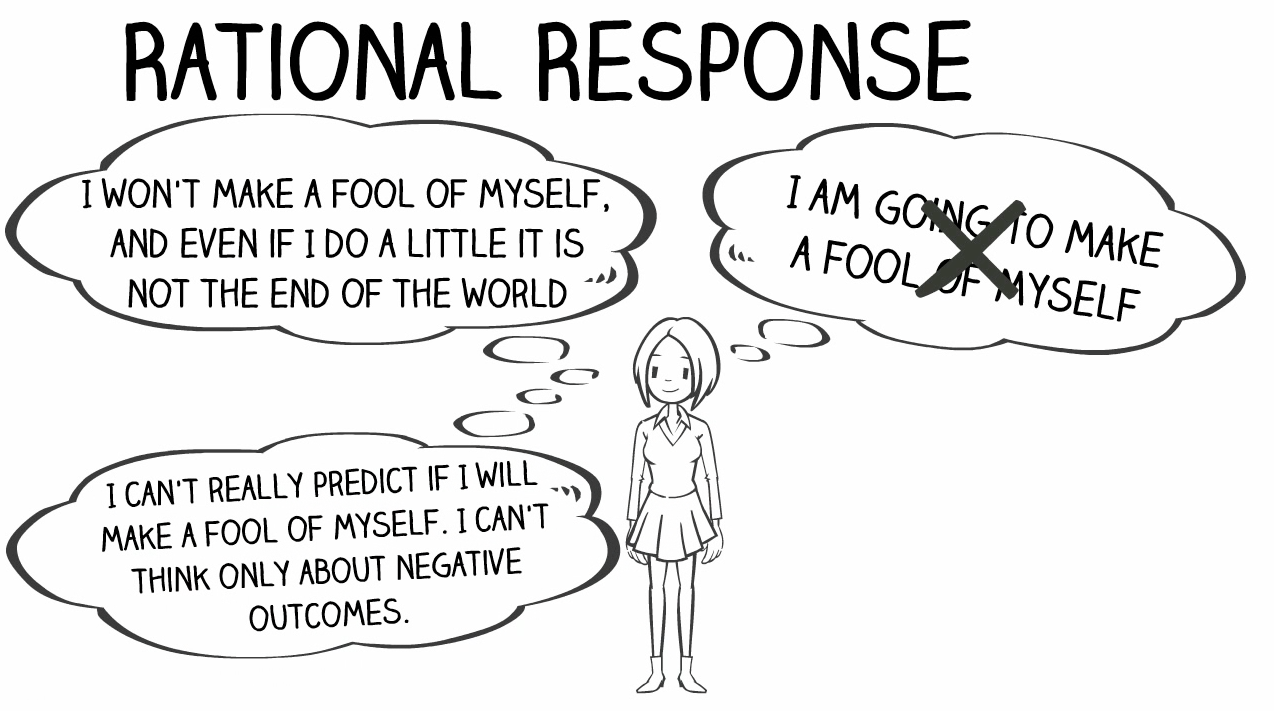 RATIONAL RESPONSE
I WON'T MAKE A FOOL OF MYSELF,
AND EVEN IF I DO A LITTLE IT IS
NOT THE END OF THE WORLD
I AM GOING TO MAKE
A FOOL OF MYSELF
I CAN'T REALLY PREDICT IF I WILL
MAKE A FOOL OF MYSELF. I CAN'T
THINK ONLY ABOUT NEGATIVE
OUTCOMES.